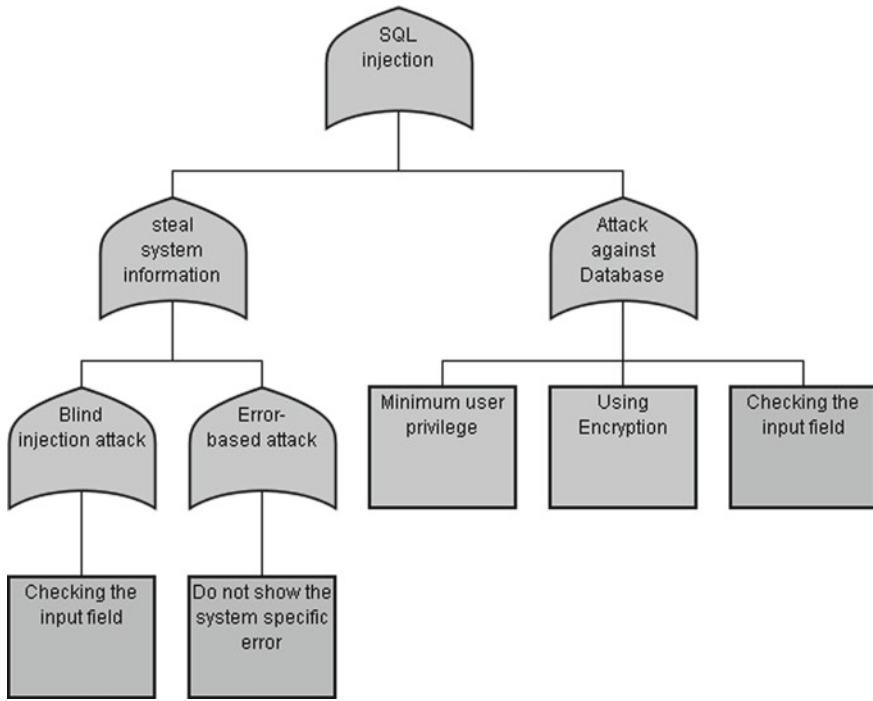 SQL
injection
steal
system
information
Attack
against
Database
Blind
injection attack
Error-
based attack
Minimum user
privilege
Using
Encryption
Checking the
input field
Checking the
input field
Do not show the
system specific
error